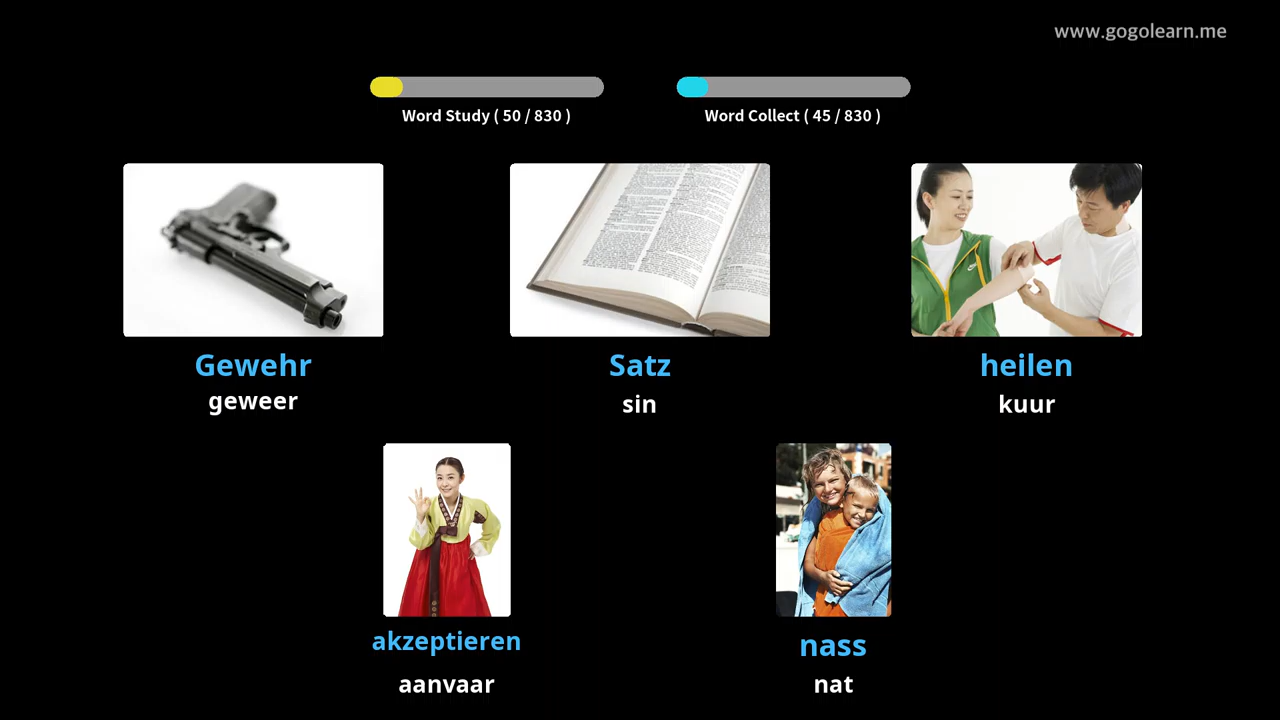 www.gogolearn.me
Word Study ( 50 / 830 )
Word Collect ( 45 / 830 )
Gewehr
geweer
Satz
sin
heilen
kuur
akzeptieren
aanvaar
nass
nat